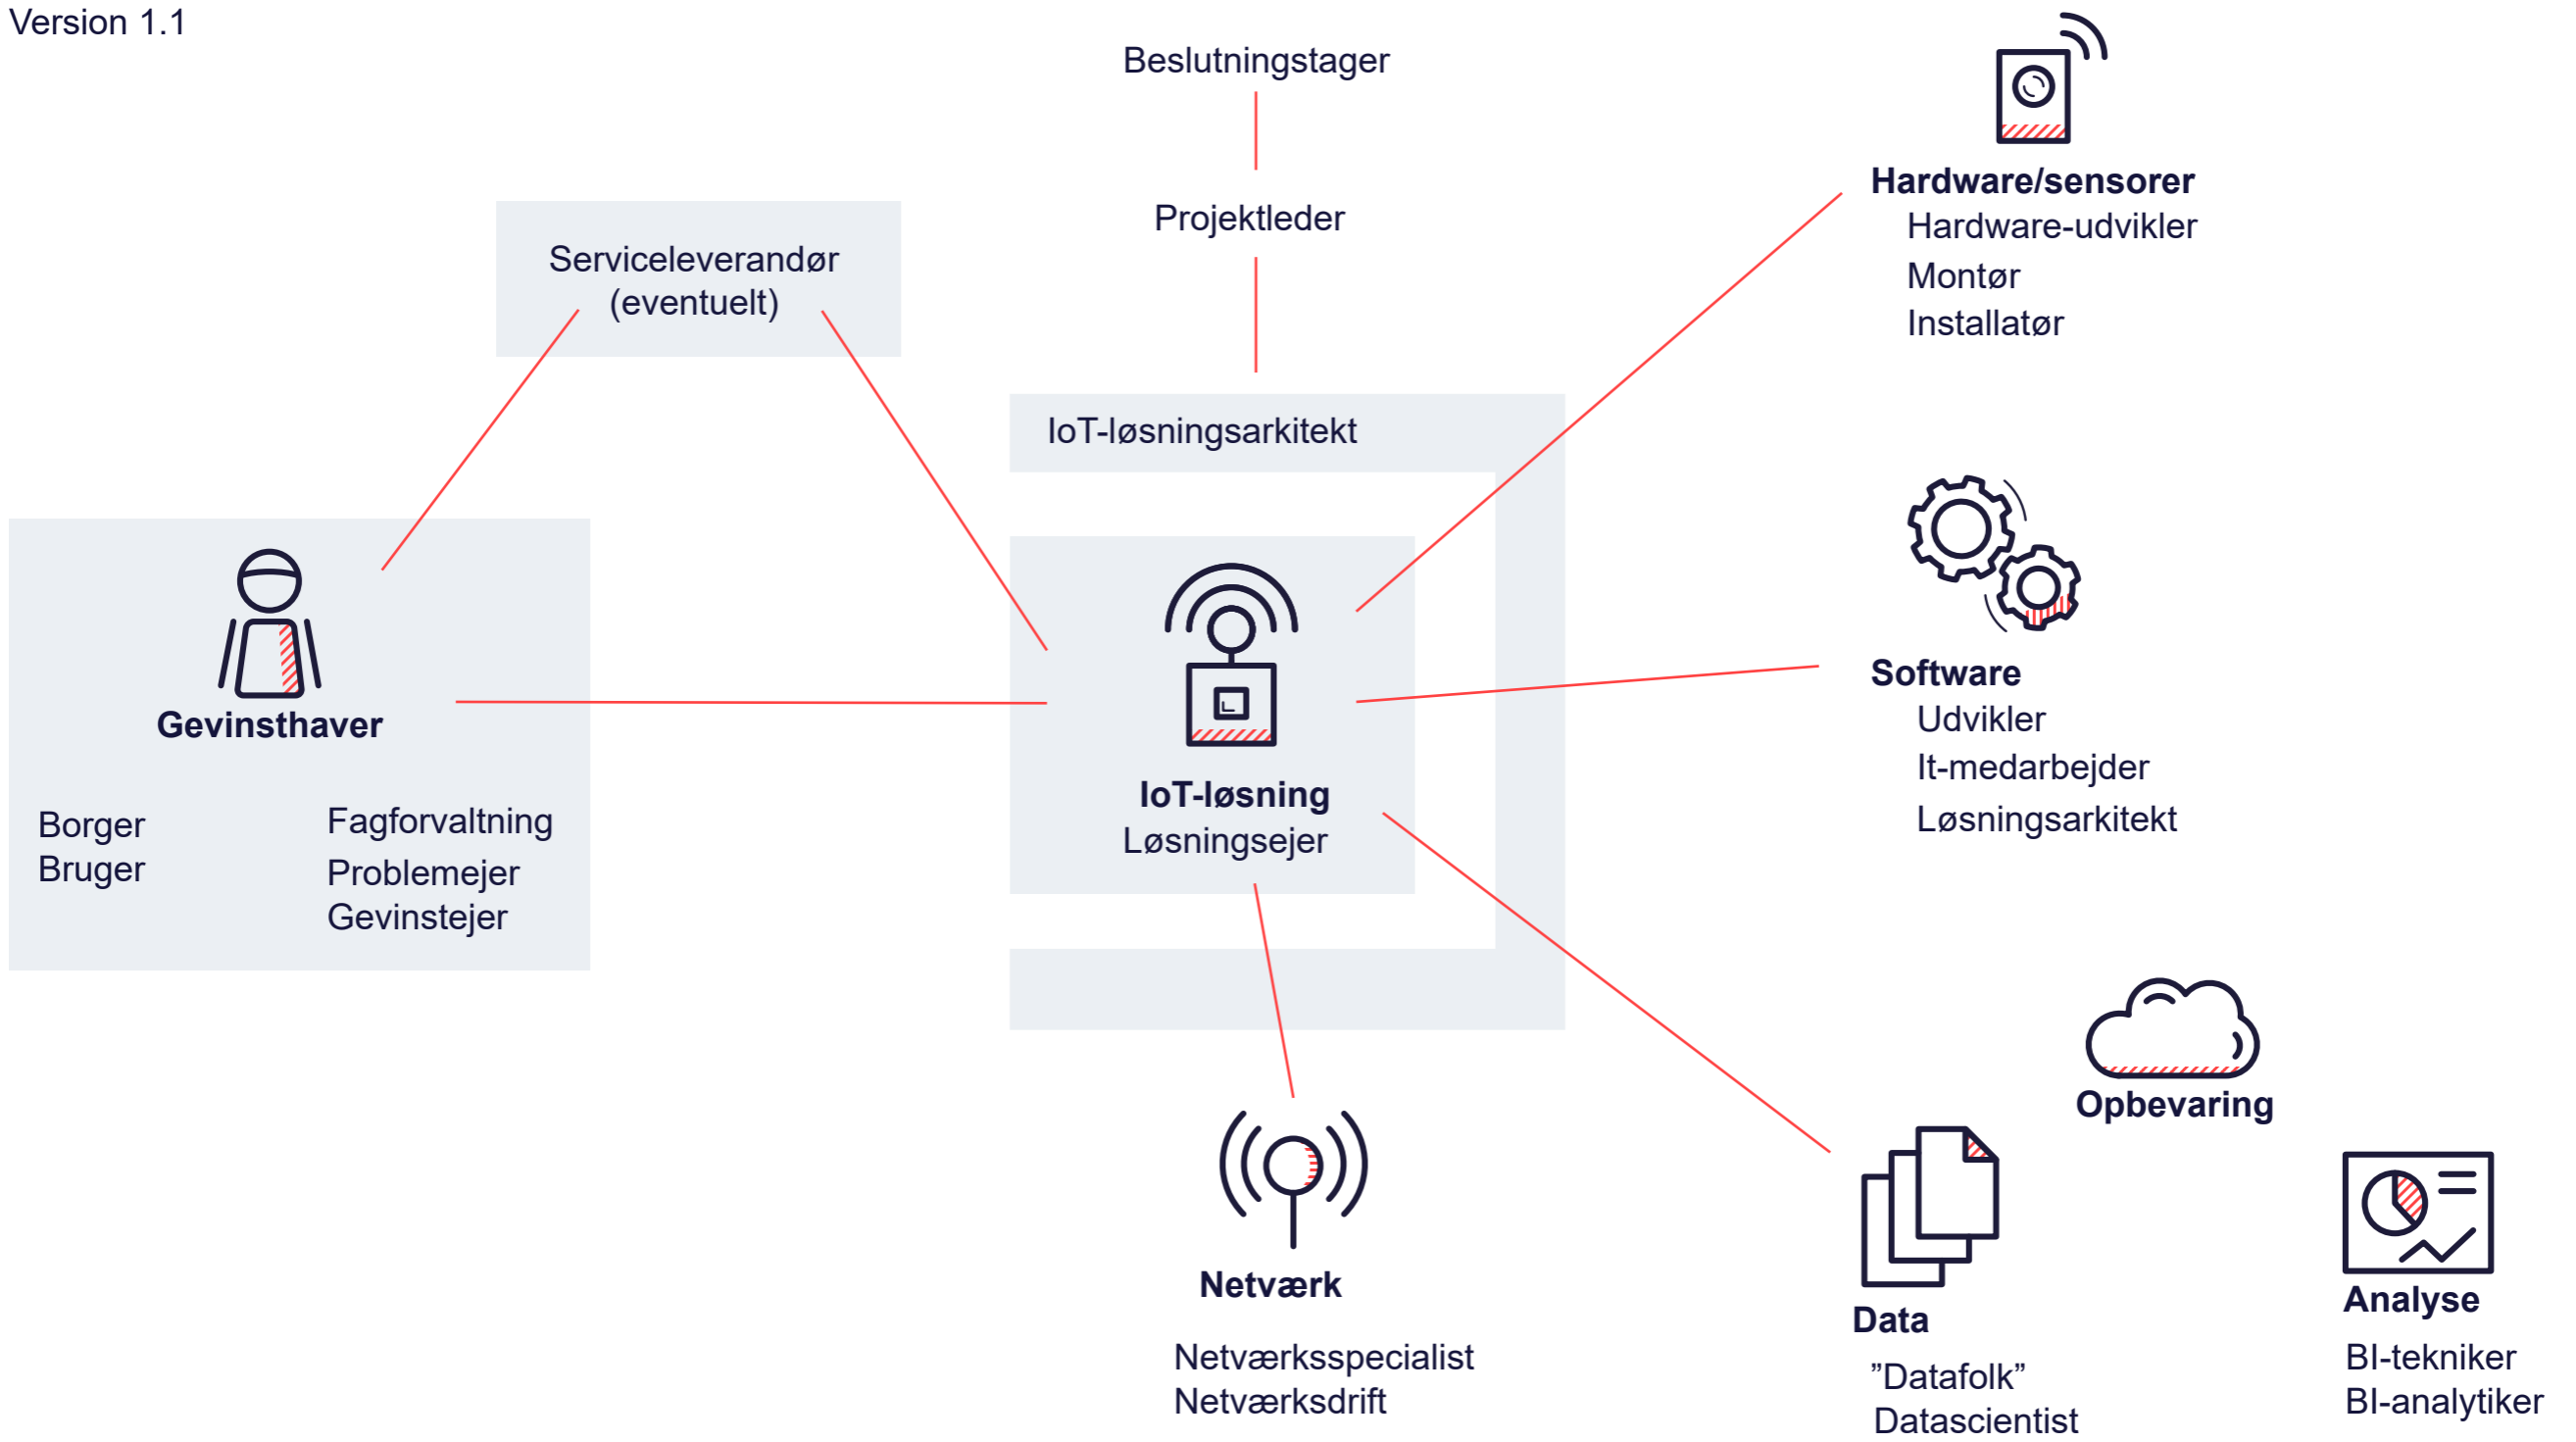 Version 1.1
Beslutningstager
Projektleder
Serviceleverandør
(eventuelt)
IoT-løsningsarkitekt
Gevinsthaver
Borger
Bruger
Fagforvaltning
Problemejer
Gevinstejer
IoT-løsning
Løsningsejer
Hardware/sensorer
Hardware-udvikler
Montør
Installatør
Software
Udvikler
It-medarbejder
Løsningsarkitekt
Netværk
Netværksspecialist
Netværksdrift
Opbevaring
Data
”Datafolk”
Datascientist
Analyse
BI-tekniker
BI-analytiker